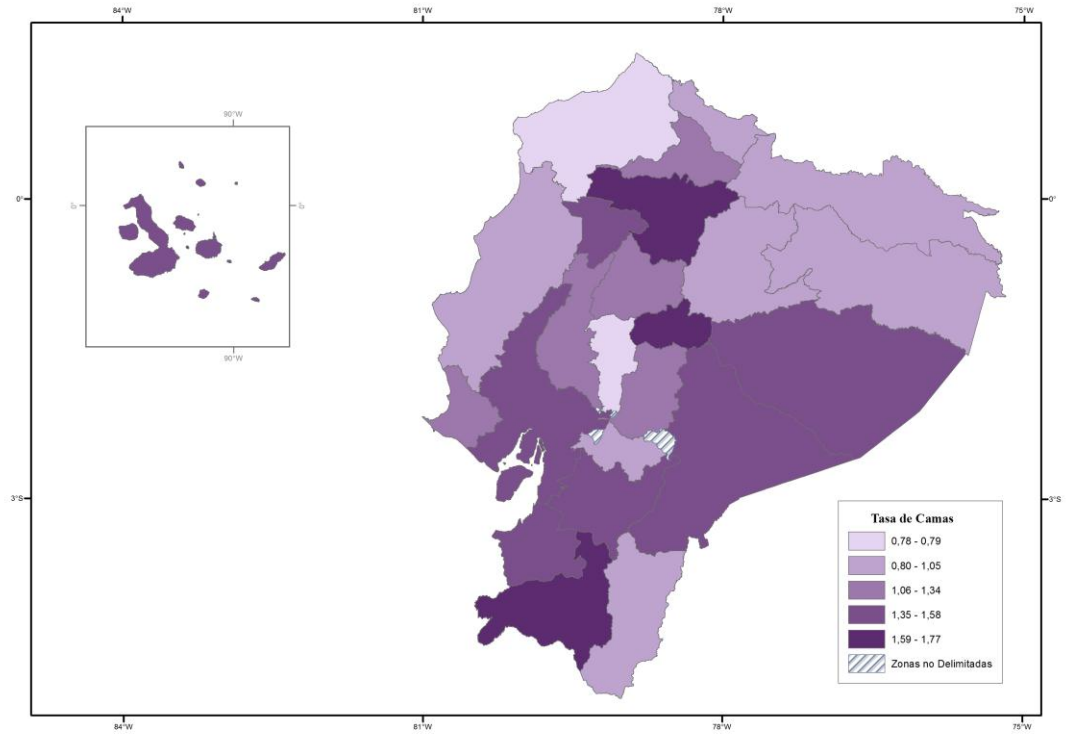 84°W 81°W 78°W 75°W
90°W
0° 0°
0° 0°
90°W
3°S 3°S
Tasa de Camas
0,78 - 0,79
0,80 - 1,05
1,06 - 1,34
1,35 - 1,58
1,59 - 1,77
Zonas no Delimitadas
84°W 81°W 78°W 75°W